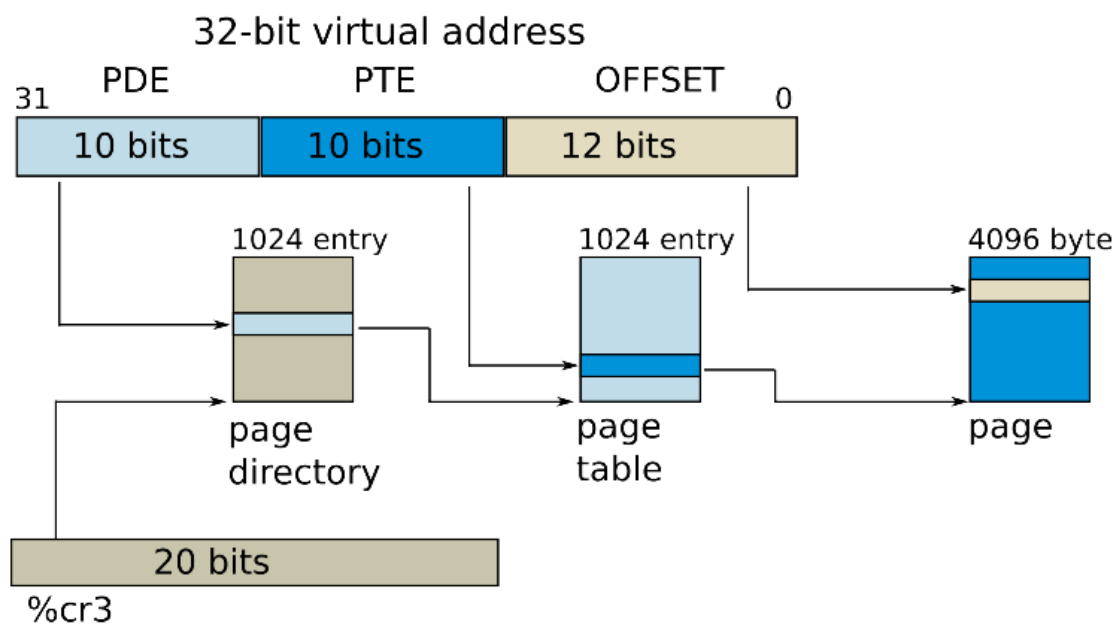 32-bit virtual address
PDE PTE OFFSET
31 0
10 bits 10 bits 12 bits
1024 entry 1024 entry 4096 byte
page directory
page table
page
20 bits
%cr3